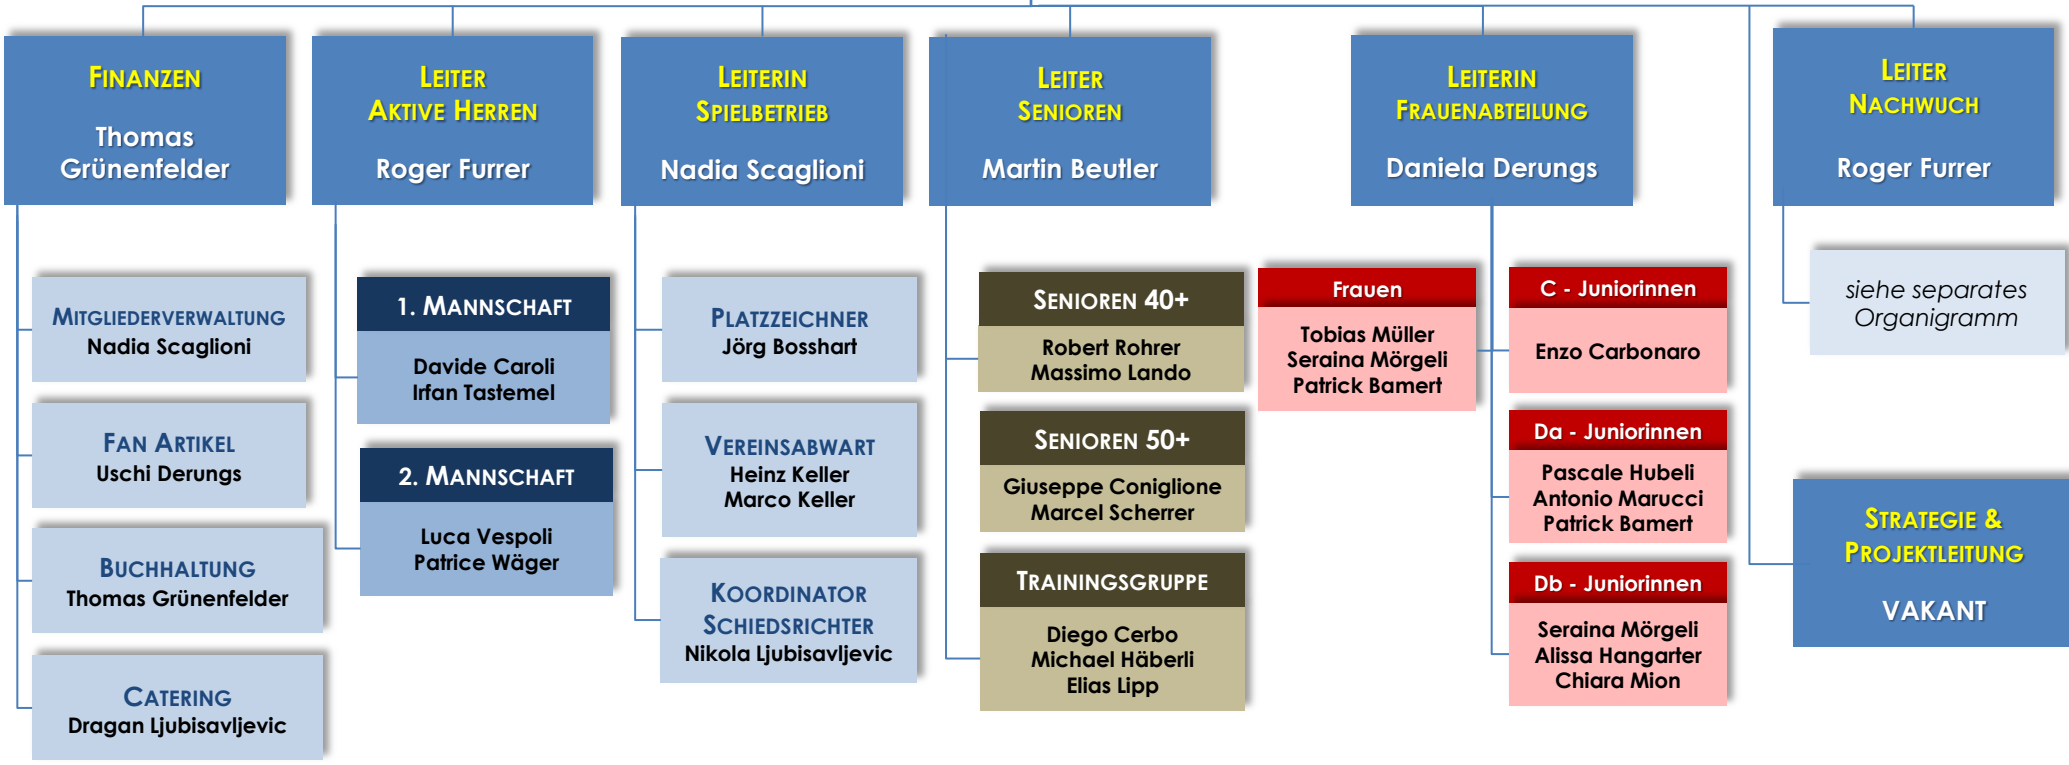 FINANZEN
Thomas
Grünenfelder
LEITER
AKTIVE HERREN
Roger Furrer
LEITERIN
SPIELBETRIEB
Nadia Scaglioni
LEITER
SENIOREN
Martin Beutler
LEITERIN
FRAUENABTEILUNG
Daniela Derungs
LEITER
NACHWUCH
Roger Furrer
MITGLIEDERVERWALTUNG
Nadia Scaglioni
FAN ARTIKEL
Uschi Derungs
BUCHHALTUNG
Thomas Grünenfelder
CATERING
Dragan Ljubisavljevic
1. MANNSCHAFT
Davide Caroli
Irfan Tastemel
2. MANNSCHAFT
Luca Vespoli
Patrice Wäger
PLATZZEICHNER
Jörg Bosshart
VEREINSABWART
Heinz Keller
Marco Keller
KOORDINATOR
SCHIEDSRICHTER
Nikola Ljubisavljevic
SENIOREN 40+
Robert Rohrer
Massimo Lando
SENIOREN 50+
Giuseppe Coniglione
Marcel Scherrer
TRAININGSGRUPPE
Diego Cerbo
Michael Häberli
Elias Lipp
Frauen
Tobias Müller
Seraina Mörgeli
Patrick Bamert
C - Juniorinnen
Enzo Carbonaro
Da - Juniorinnen
Pascale Hubeli
Antonio Marucci
Patrick Bamert
Db - Juniorinnen
Seraina Mörgeli
Alissa Hangarter
Chiara Mion
siehe separates
Organigramm
STRATEGIE &
PROJEKTLEITUNG
VAKANT